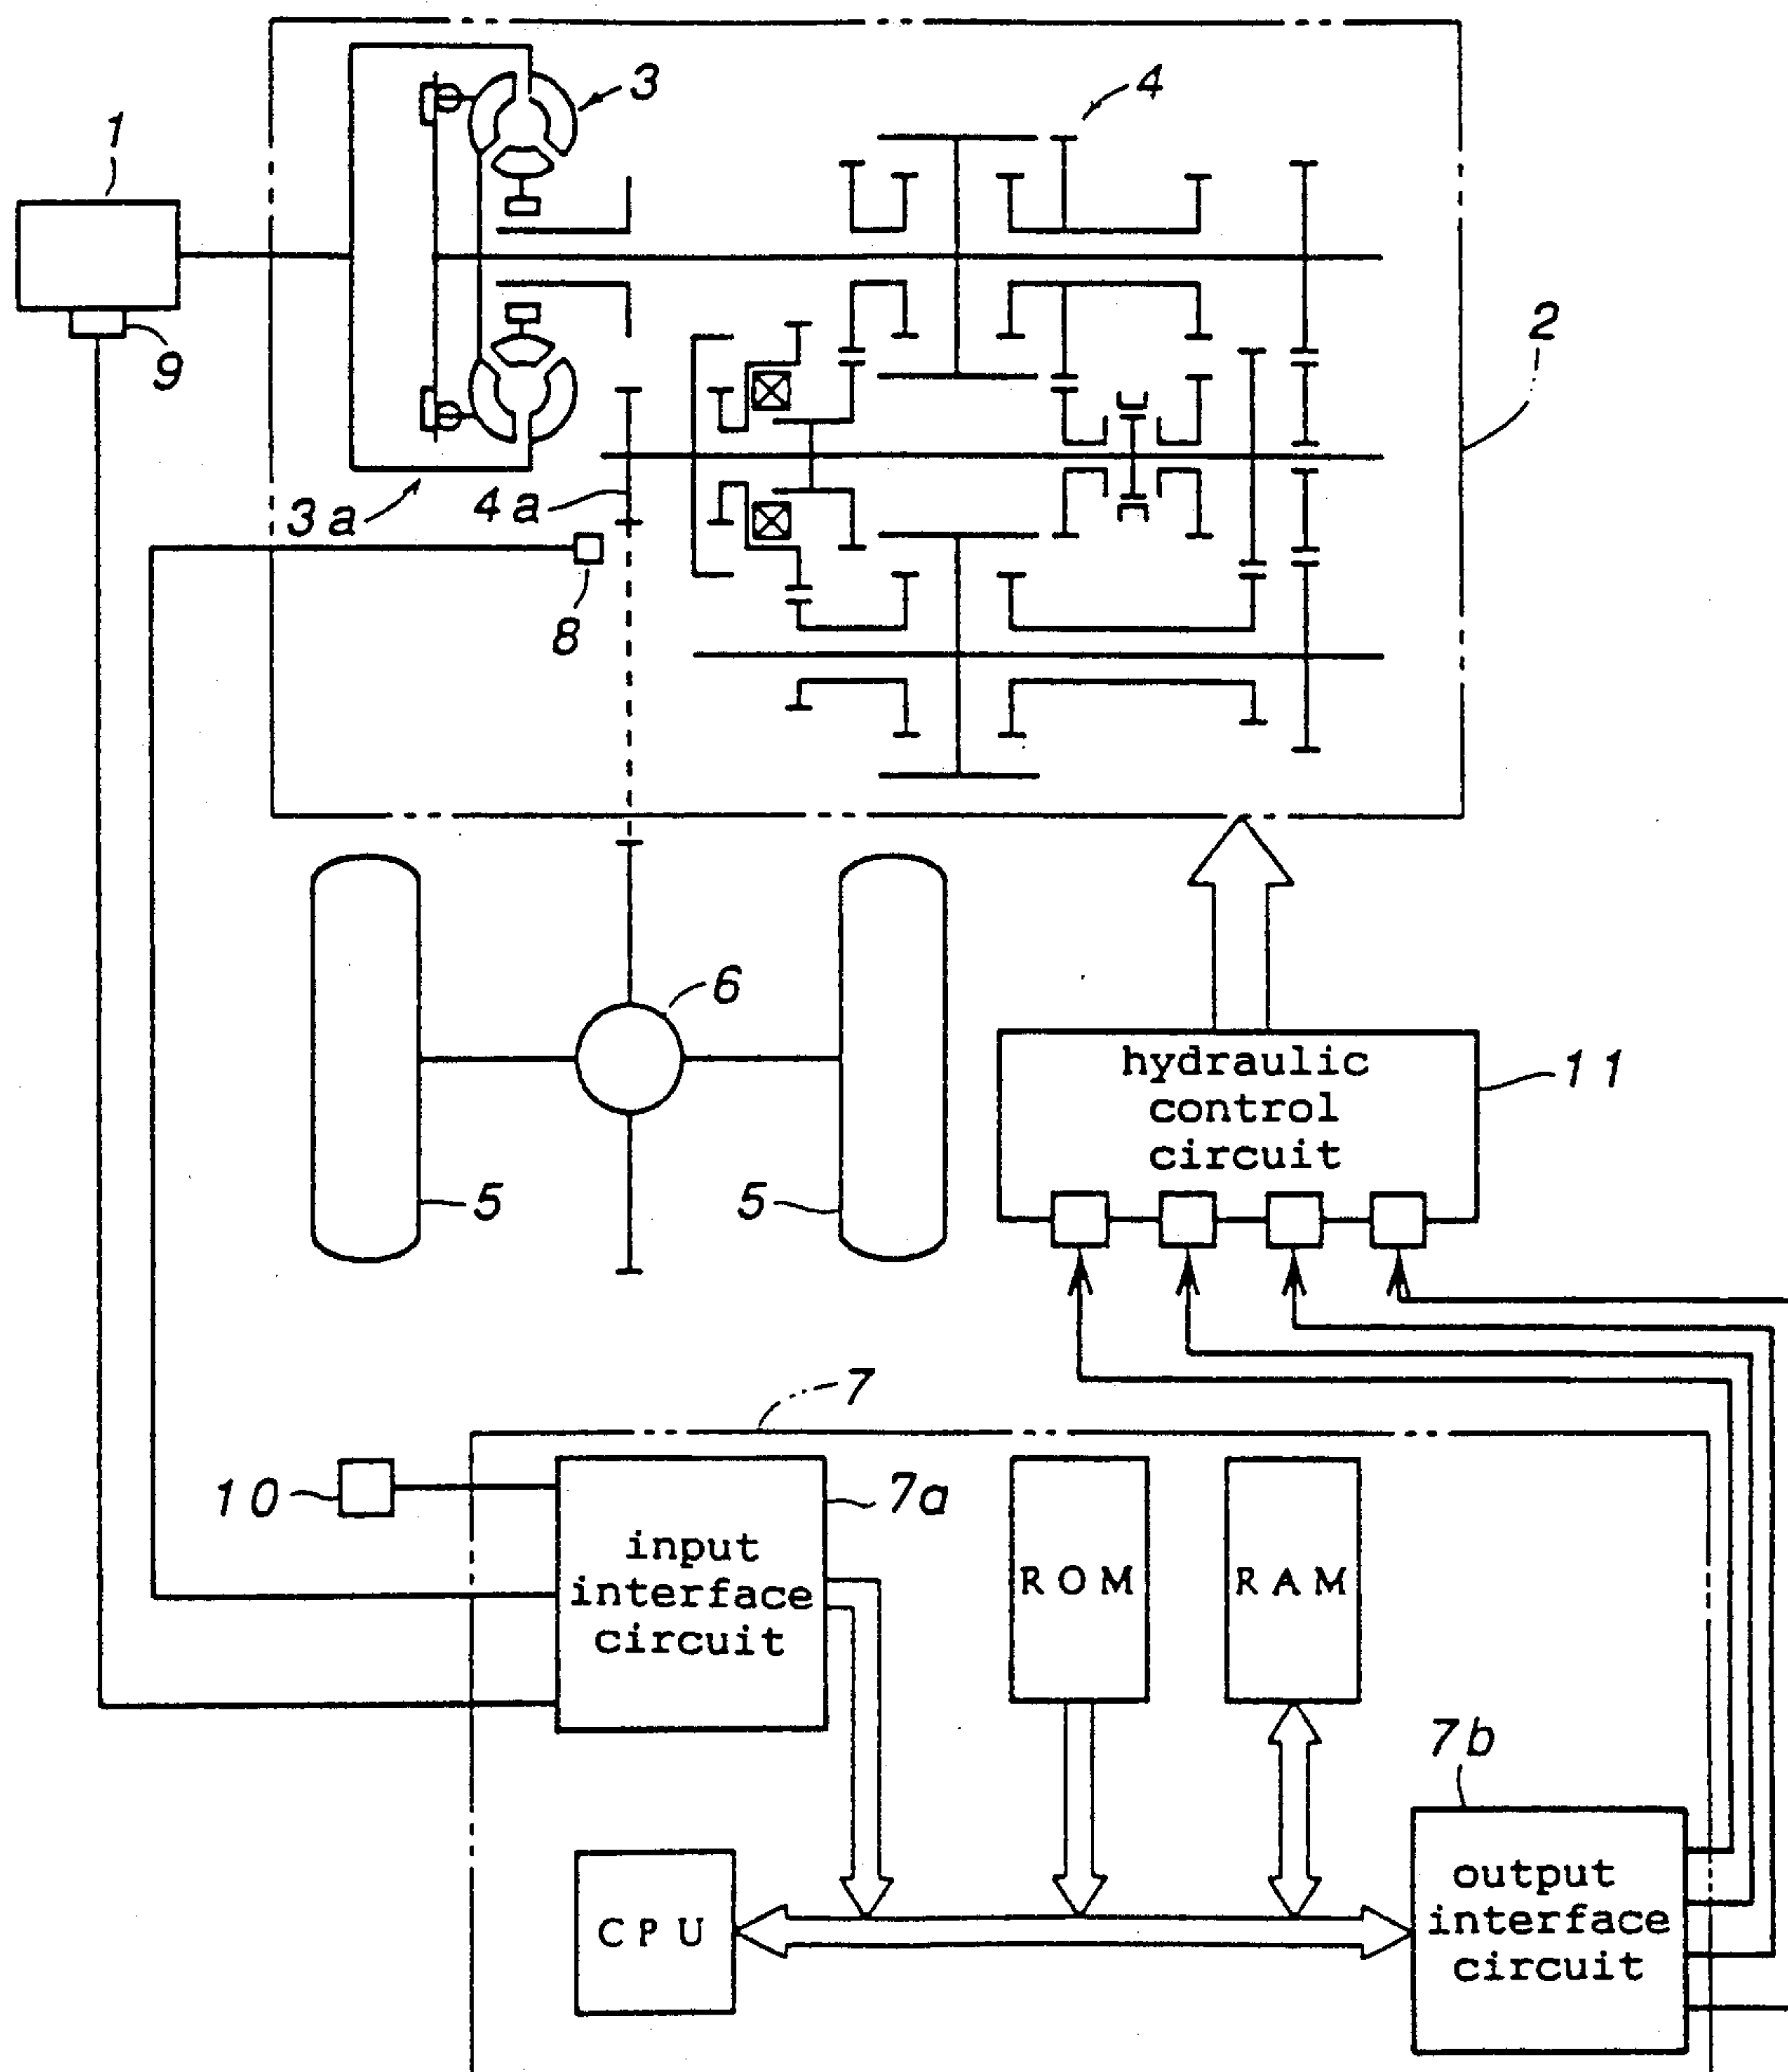 3
4
1
2
9
3a
4a
8
6
hydraulic
control
circuit
11
5
5
7
10
7a
input
interface
circuit
ROM
RAM
7b
CPU
output
interface
circuit